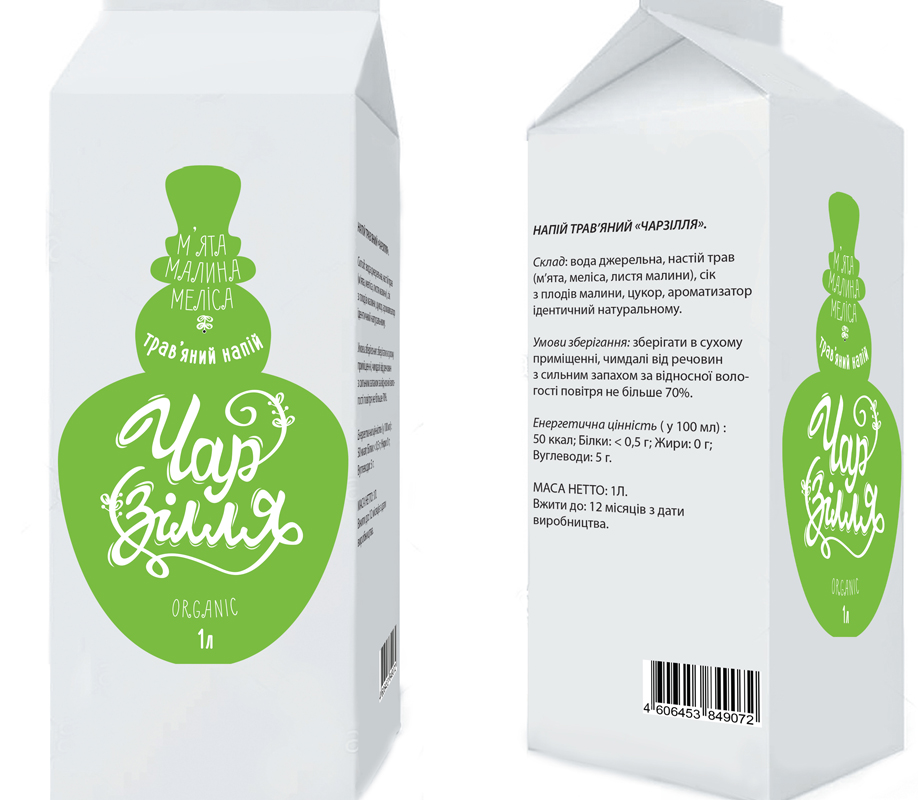 М'ЯТА
МАЛИНА
МЕЛІСА
трав'яний напій
Чар
Зілля
ORGANIC
1л
НАПІЙ ТРАВ'ЯНИЙ «ЧАРЗІЛЛЯ».
Склад: вода джерельна, настій трав
(м'ята, меліса, листя малини), сік
з плодів малини, цукор, ароматизатор
ідентичний натуральному.
Умови зберігання: зберігати в сухому
приміщенні, чимдалі від речовин
з сильним запахом за відносної воло-
гості повітря не більше 70%.
Енергетична цінність ( у 100 мл) :
50 ккал; Білки: < 0,5 г; Жири: 0 г;
Вуглеводи: 5 г.
МАСА НЕТТО: 1Л.
Вжити до: 12 місяців з дати
виробництва.
4 606453 849072
М'ЯТА
МАЛИНА
МЕЛІСА
трав'яний напій
Чар
Зілля
ORGANIC
1л